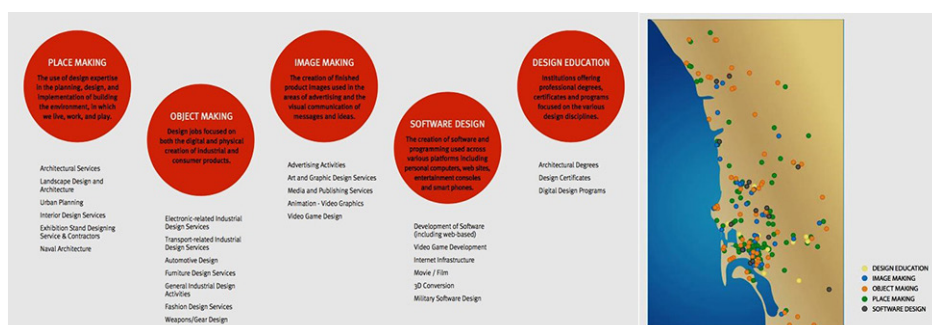 PLACE MAKING
The use of design expertise
in the planning, design, and
implementation of building
the environment, in which
we live, work, and play.
Architectural Services
Landscape Design and
Architecture
Urban Planning
Interior Design Services
Exhibition Stand Designing
Service & Contractors
Naval Architecture
OBJECT MAKING
Design jobs focused on
both the digital and physical
creation of industrial and
consumer products.
Electronic-related Industrial
Design Services
Transport-related Industrial
Design Services
Automotive Design
Furniture Design Services
General Industrial Design
Activities
Fashion Design Services
Weapons/Gear Design
IMAGE MAKING
The creation of finished
product images used in the
areas of advertising and the
visual communication of
messages and ideas.
Advertising Activities
Art and Graphic Design Services
Media and Publishing Services
Animation - Video Graphics
Video Game Design
SOFTWARE DESIGN
The creation of software and
programming used across
various platforms including
personal computers, web sites,
entertainment consoles
and smart phones.
Development of Software
(including web-based)
Video Game Development
Internet Infrastructure
Movie / Film
3D Conversion
Military Software Design
DESIGN EDUCATION
Institutions offering
professional degrees,
certificates and programs
focused on the various
design disciplines.
Architectural Degrees
Design Certificates
Digital Design Programs
DESIGN EDUCATION
IMAGE MAKING
OBJECT MAKING
PLACE MAKING
SOFTWARE DESIGN